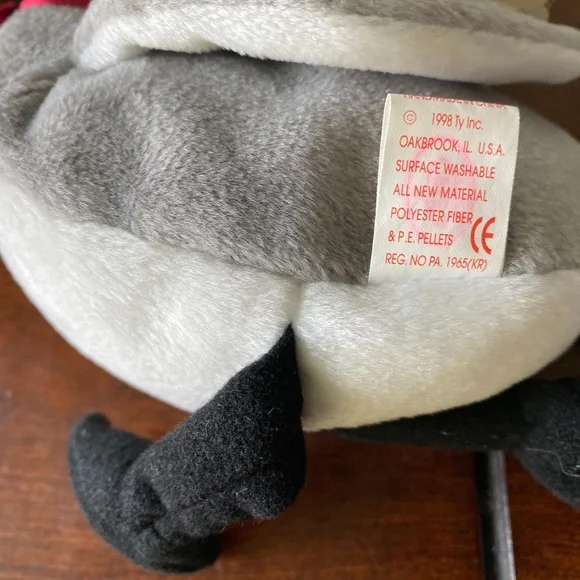 HANDMADE IN CHINA
© 1998 Ty Inc.
OAKBROOK, IL. U.S.A.
SURFACE WASHABLE
ALL NEW MATERIAL
POLYESTER FIBER
& P.E. PELLETS CE
REG. NO PA. 1965(KR)